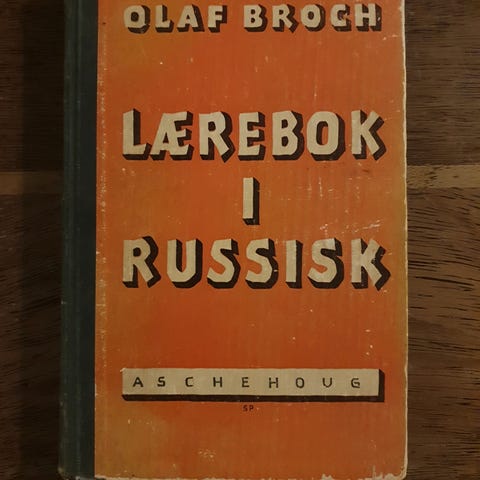 OLAF BROCH
LÆREBOK
I
RUSSISK
ASCHEHOUG
SP